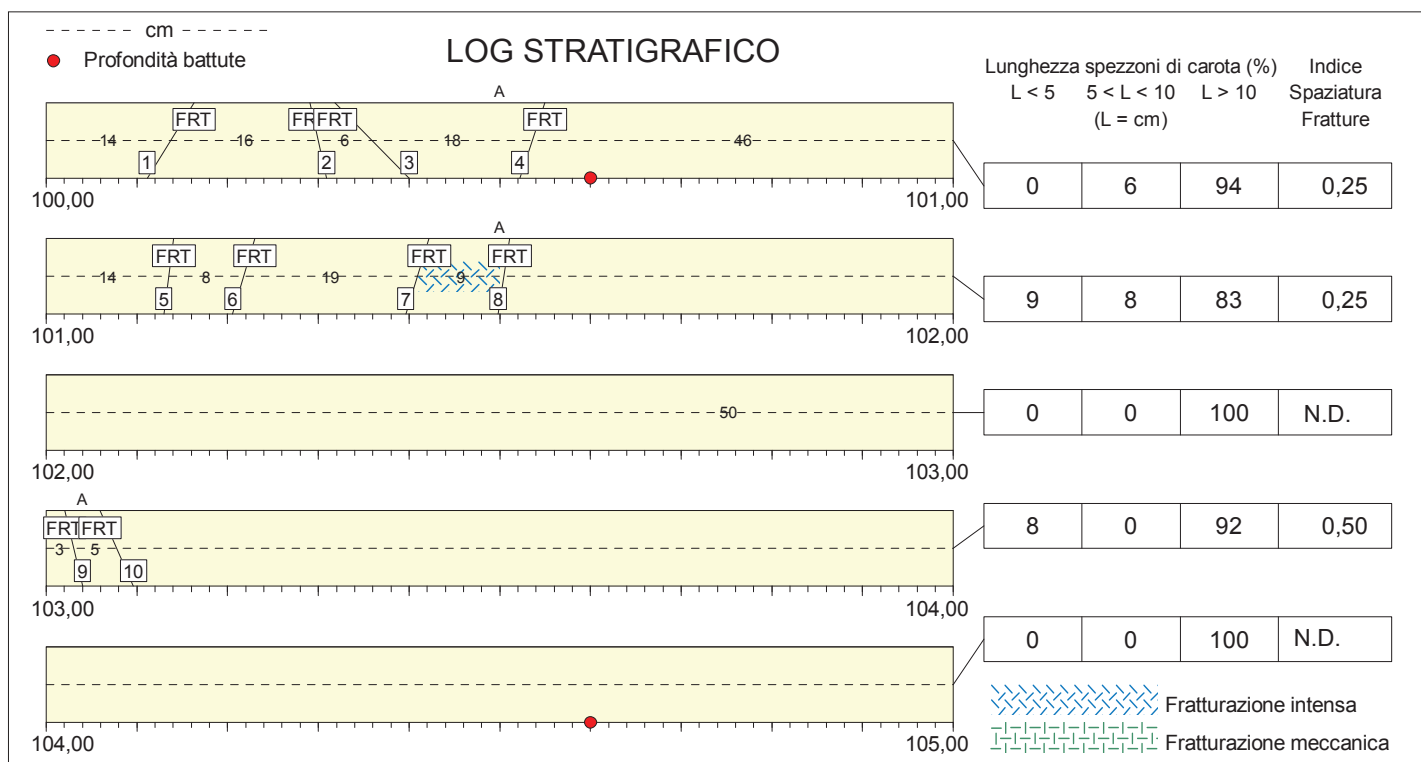 cm
Profondità battute
LOG STRATIGRAFICO
Lunghezza spezzoni di carota (%)
L < 5
5 < L < 10
L > 10
(L = cm)
Indice
Spaziatura
Fratture
A
FRT FR FRT FRT
14 16 6 18 46
1 2 3 4
100,00 101,00
0 6 94 0,25
A
FRT FRT FRT FRT
14 8 19 9
5 6 7 8
101,00 102,00
9 8 83 0,25
50
102,00 103,00
0 0 100 N.D.
A
FRT FRT
3 5
9 10
103,00 104,00
8 0 92 0,50
104,00 105,00
0 0 100 N.D.
Fratturazione intensa
Fratturazione meccanica